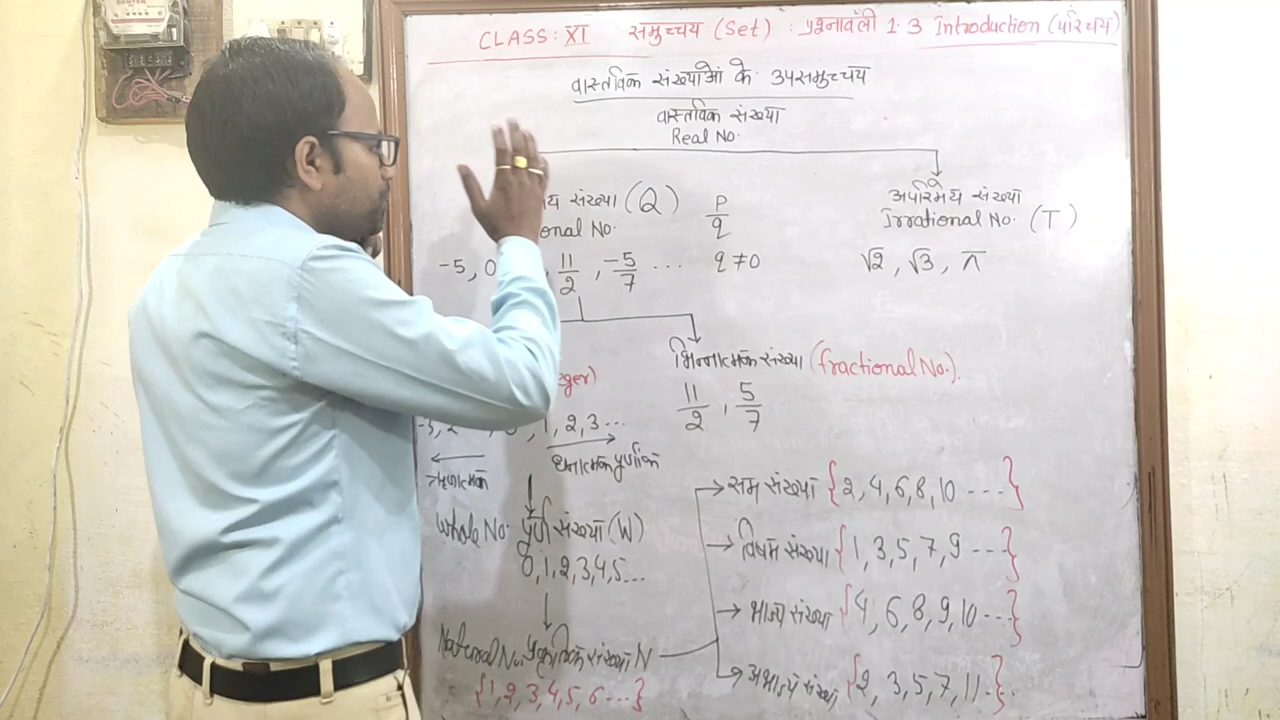 CLASS: XI समुच्चय (Set) : प्रश्नावली 1.3 Introduction (परिचय)
वास्तविक संख्याओं के उपसमुच्चय
वास्तविक संख्या
Real No.
संख्या (Q) P/q
अपरिमेय संख्या
onal No.
Irrational No. (T)
-5, 0 , 11/2 , -5/7 ... q ≠ 0
√2 , √3 , π
भिन्नात्मक संख्या (fractional No.)
ger)
11/2 , 5/7
1, 2, 3...
धनात्मक पूर्णांक
ऋणात्मक
सम संख्या {2, 4, 6, 8, 10 ---}
Whole No. पूर्ण संख्या (W)
विषम संख्या {1, 3, 5, 7, 9 ---}
0, 1, 2, 3, 4, 5...
भाज्य संख्या {4, 6, 8, 9, 10 ...}
Natural No. प्राकृतिक संख्या N
अभाज्य संख्या {2, 3, 5, 7, 11..}
{1, 2, 3, 4, 5, 6 ...}